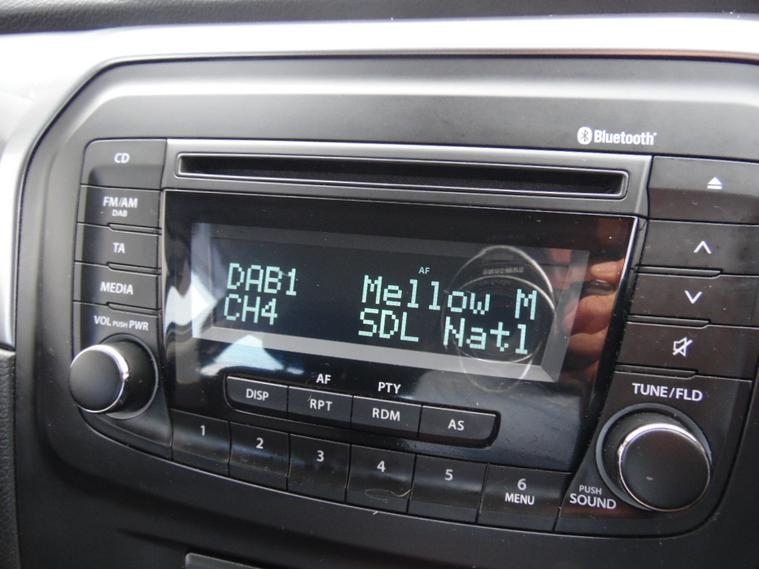 Bluetooth
CD
FM/AM
DAB
TA
MEDIA
VOL PUSH PWR
AF
DAB1 Mellow M
CH4 SDL Natl
SAMSUNG
AF
PTY
DISP
RPT
RDM
AS
TUNE/FLD
1
2
3
4
5
6
MENU
PUSH
SOUND